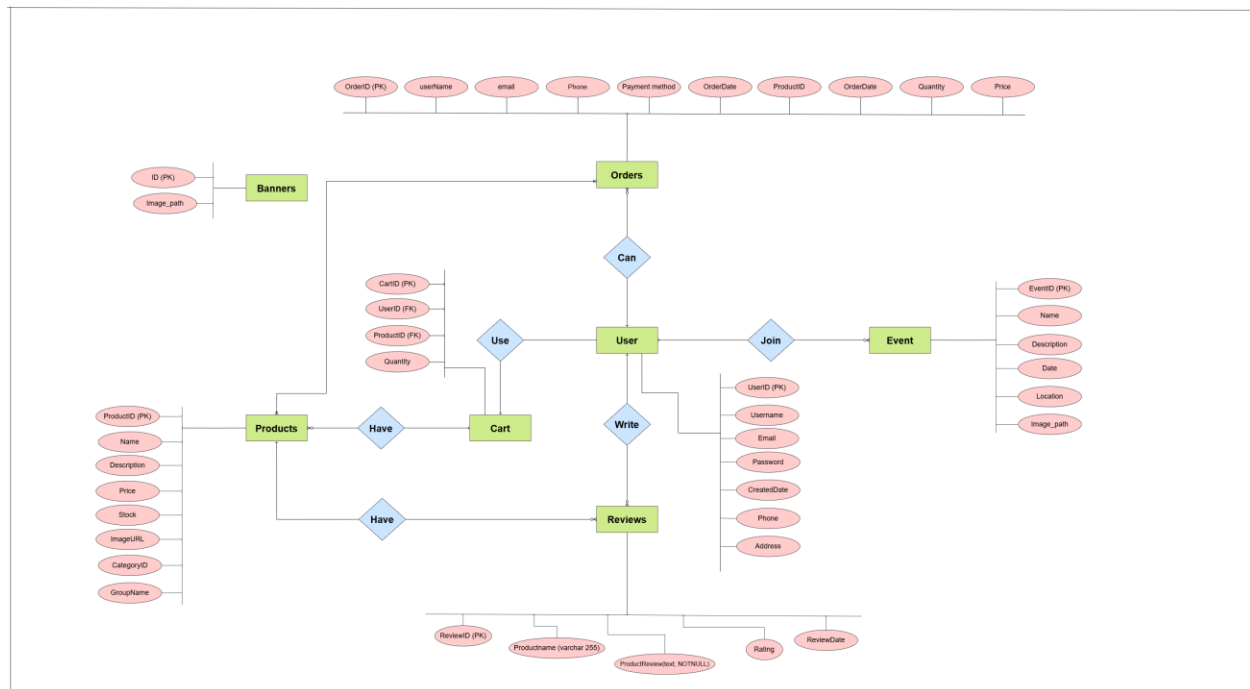 OrderID (PK)
userName
email
Phone
Payment method
OrderDate
ProductID
OrderDate
Quantity
Price
Orders
ID (PK)
Image_path
Banners
Can
CartID (PK)
UserID (FK)
ProductID (FK)
Quantity
Use
User
Join
Event
EventID (PK)
Name
Description
Date
Location
Image_path
UserID (PK)
Username
Email
Password
CreatedDate
Phone
Address
ProductID (PK)
Name
Description
Price
Stock
ImageURL
CategoryID
GroupName
Products
Have
Cart
Write
Have
Reviews
ReviewID (PK)
Productname (varchar 255)
ProductReview(text, NOTNULL)
Rating
ReviewDate